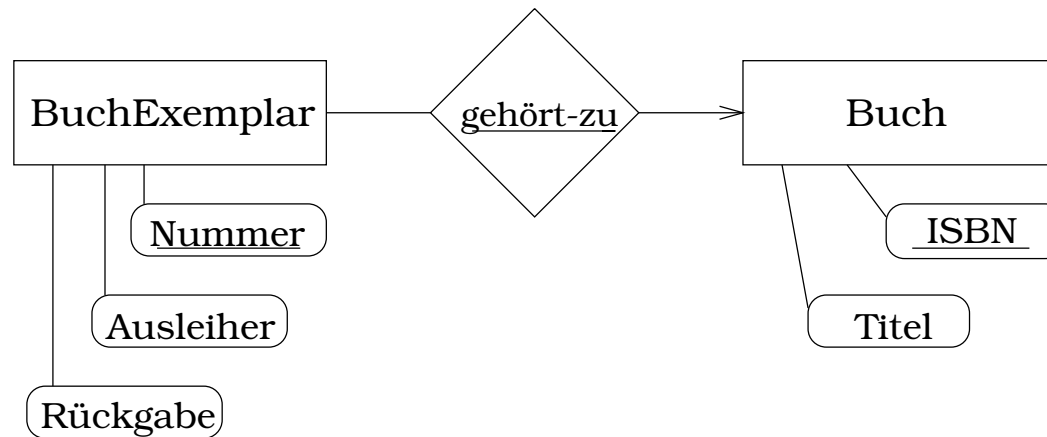 BuchExemplar
gehört-zu
Buch
Nummer
ISBN
Ausleiher
Titel
Rückgabe